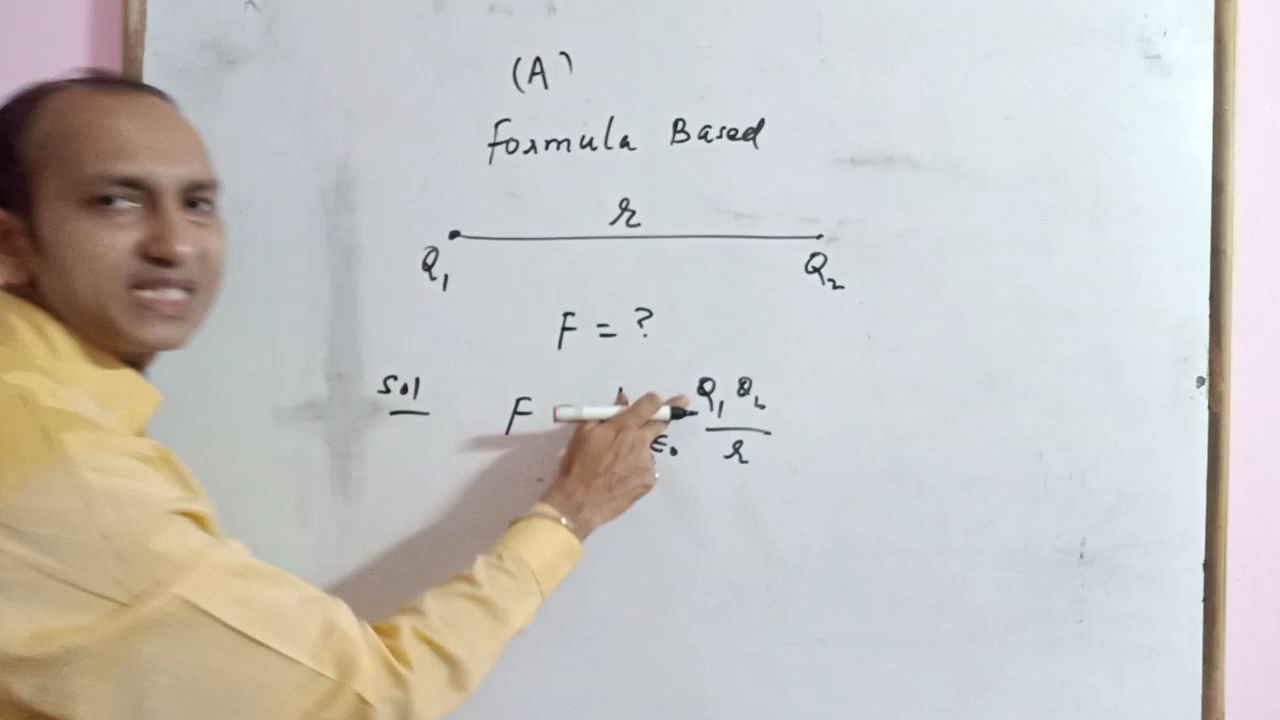 (A)
Formula Based
r
Q₁ Q₂
F = ?
Sol
F Q₁ Q₂
ε₀ r